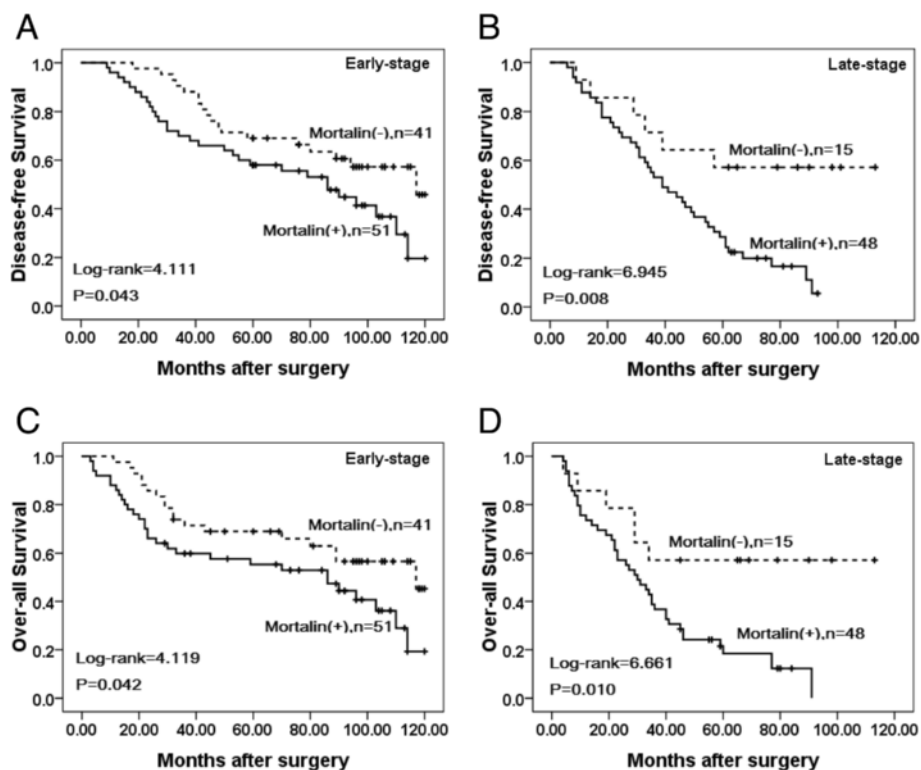 A
Early-stage
Disease-free Survival
1.0
0.8
0.6
0.4
0.2
0.0
Mortalin(-),n=41
Mortalin(+),n=51
Log-rank=4.111
P=0.043
0.00 20.00 40.00 60.00 80.00 100.00 120.00
Months after surgery
B
Late-stage
Disease-free Survival
1.0
0.8
0.6
0.4
0.2
0.0
Mortalin(-),n=15
Mortalin(+),n=48
Log-rank=6.945
P=0.008
0.00 20.00 40.00 60.00 80.00 100.00 120.00
Months after surgery
C
Early-stage
Over-all Survival
1.0
0.8
0.6
0.4
0.2
0.0
Mortalin(-),n=41
Mortalin(+),n=51
Log-rank=4.119
P=0.042
0.00 20.00 40.00 60.00 80.00 100.00 120.00
Months after surgery
D
Late-stage
Over-all Survival
1.0
0.8
0.6
0.4
0.2
0.0
Mortalin(-),n=15
Mortalin(+),n=48
Log-rank=6.661
P=0.010
0.00 20.00 40.00 60.00 80.00 100.00 120.00
Months after surgery